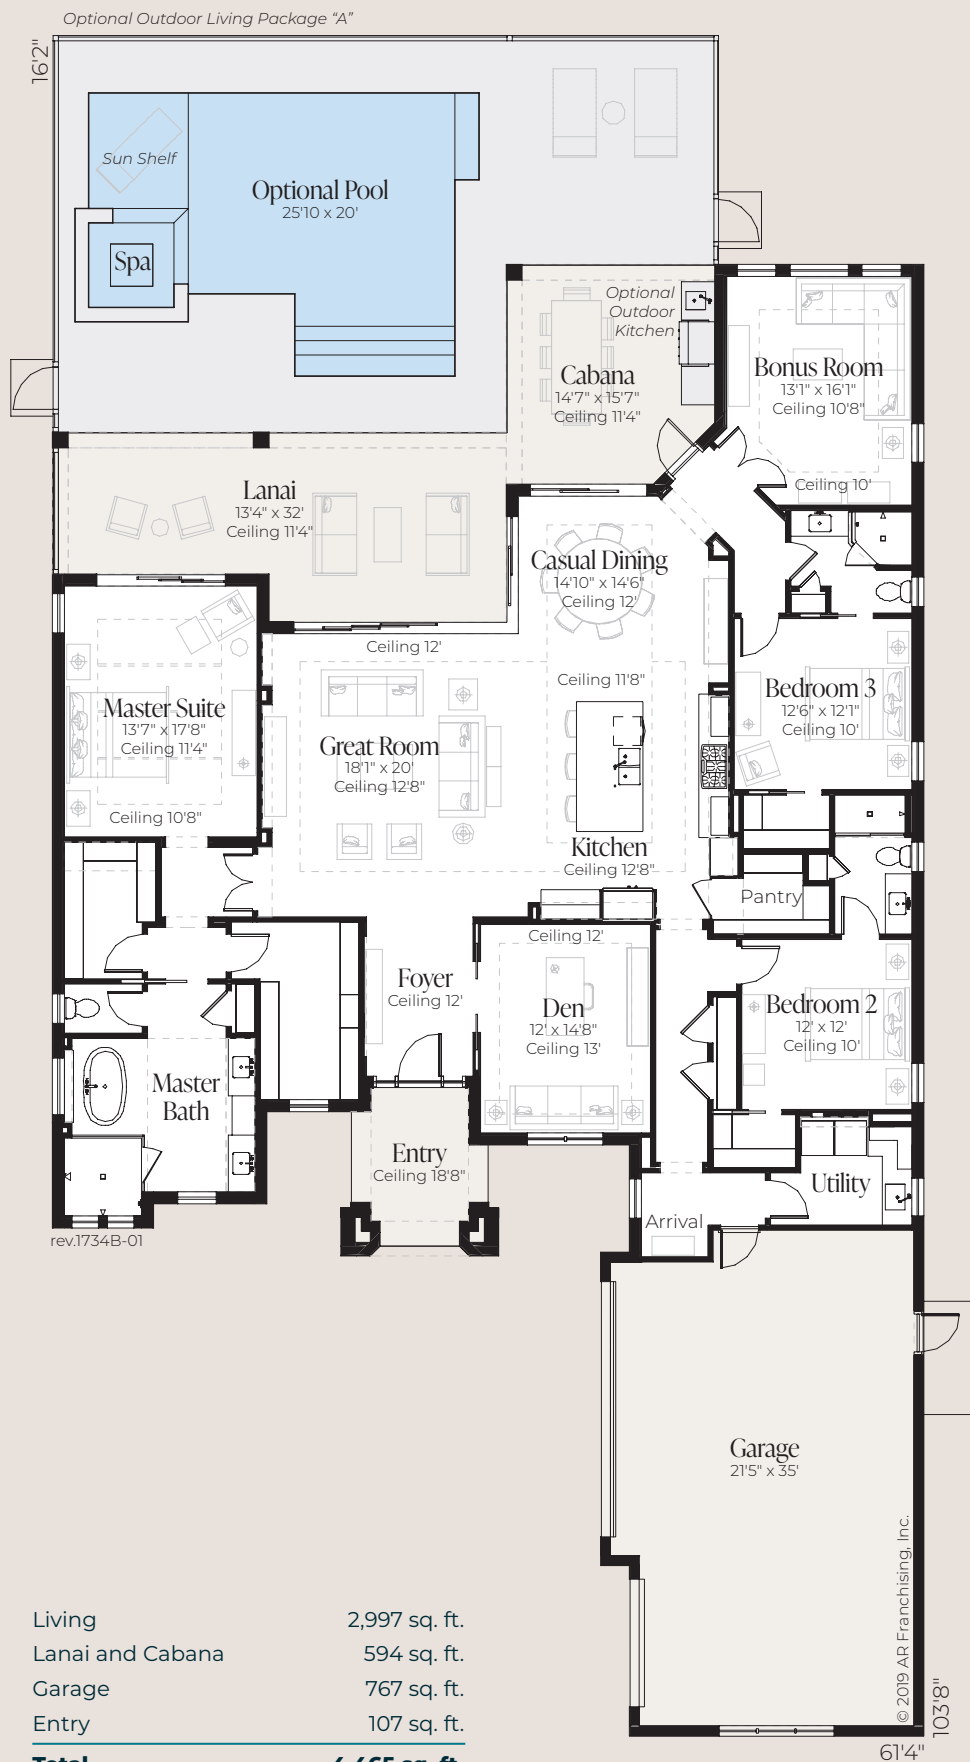 Optional Outdoor Living Package “A”
16'2"
Sun Shelf
Optional Pool
25'10 x 20'
Spa
Optional
Outdoor
Kitchen
Cabana
14'7" x 15'7"
Ceiling 11'4"
Bonus Room
13'1" x 16'1"
Ceiling 10'8"
Ceiling 10'
Lanai
13'4" x 32'
Ceiling 11'4"
Casual Dining
14'10" x 14'6"
Ceiling 12'
Ceiling 12'
Ceiling 11'8"
Master Suite
13'7" x 17'8"
Ceiling 11'4"
Ceiling 10'8"
Great Room
18'1" x 20'
Ceiling 12'8"
Bedroom 3
12'6" x 12'1"
Ceiling 10'
Kitchen
Ceiling 12'8"
Pantry
Ceiling 12'
Foyer
Ceiling 12'
Den
12' x 14'8"
Ceiling 13'
Bedroom 2
12' x 12'
Ceiling 10'
Master
Bath
Entry
Ceiling 18'8"
Utility
Arrival
rev.1734B-01
Garage
21'5" x 35'
© 2019 AR Franchising, Inc.
103'8"
61'4"
Living 2,997 sq. ft.
Lanai and Cabana 594 sq. ft.
Garage 767 sq. ft.
Entry 107 sq. ft.
Total 4,465 sq. ft.